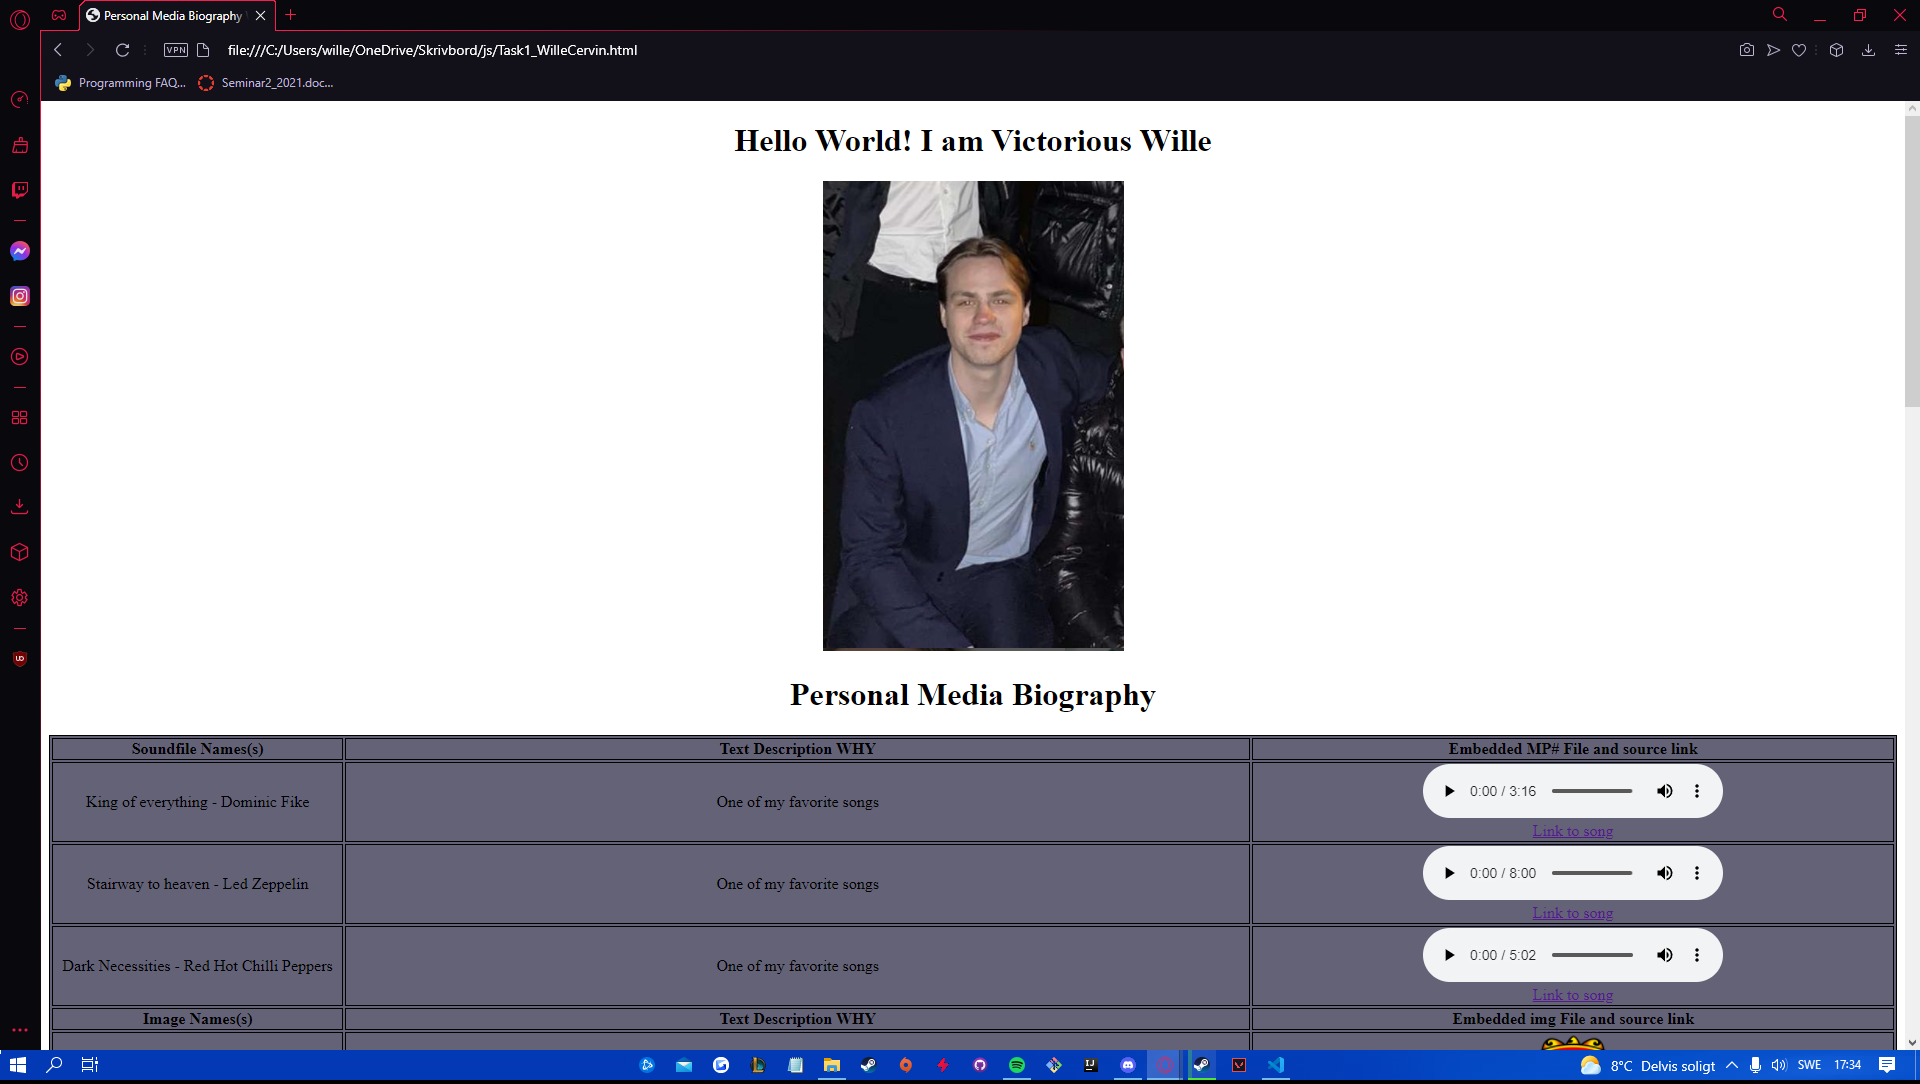 Personal Media Biography
VPN
file:///C:/Users/wille/OneDrive/Skrivbord/js/Task1_WilleCervin.html
Programming FAQ...
Seminar2_2021.doc...
Hello World! I am Victorious Wille
Personal Media Biography
Soundfile Names(s) Text Description WHY Embedded MP# File and source link
King of everything - Dominic Fike One of my favorite songs 0:00 / 3:16
Link to song
Stairway to heaven - Led Zeppelin One of my favorite songs 0:00 / 8:00
Link to song
Dark Necessities - Red Hot Chilli Peppers One of my favorite songs 0:00 / 5:02
Link to song
Image Names(s) Text Description WHY Embedded img File and source link
8°C Delvis soligt SWE 17:34